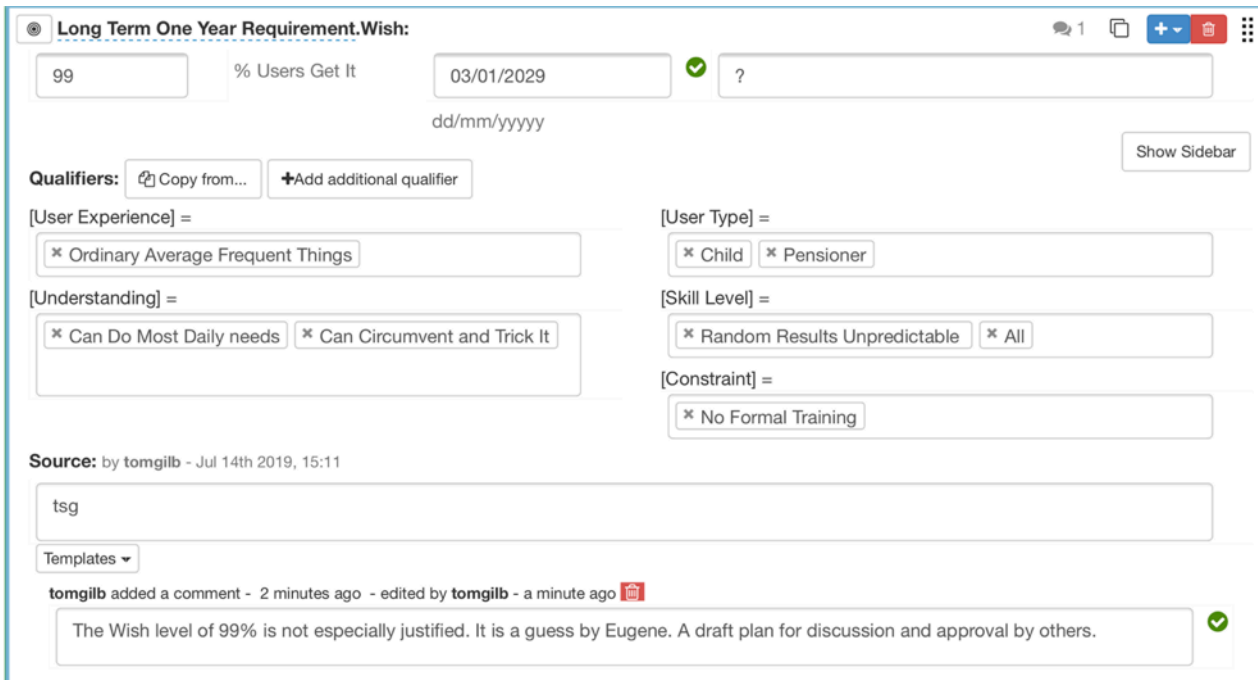 Long Term One Year Requirement.Wish: 1
99 % Users Get It 03/01/2029 ?
dd/mm/yyyyy
Show Sidebar
Qualifiers: Copy from... +Add additional qualifier
[User Experience] = [User Type] =
× Ordinary Average Frequent Things × Child × Pensioner
[Understanding] = [Skill Level] =
× Can Do Most Daily needs × Can Circumvent and Trick It × Random Results Unpredictable × All
[Constraint] =
× No Formal Training
Source: by tomgilb - Jul 14th 2019, 15:11
tsg
Templates
tomgilb added a comment - 2 minutes ago - edited by tomgilb - a minute ago
The Wish level of 99% is not especially justified. It is a guess by Eugene. A draft plan for discussion and approval by others.